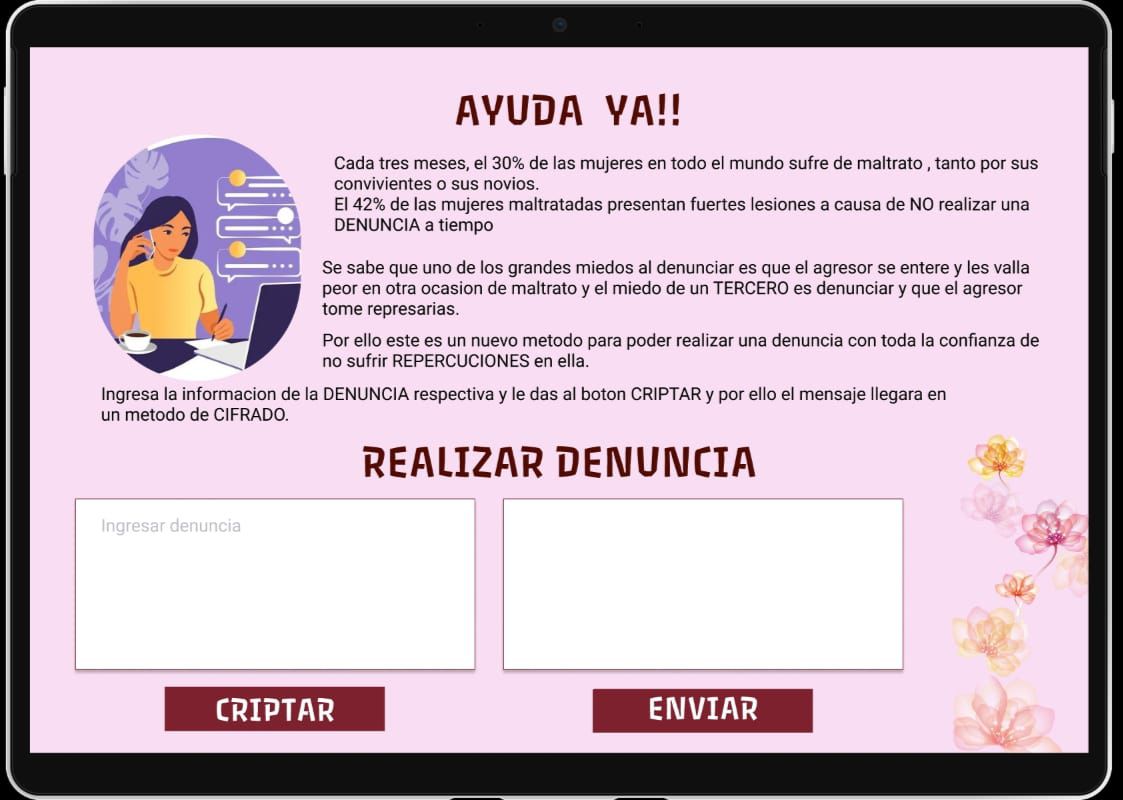 AYUDA YA!!
Cada tres meses, el 30% de las mujeres en todo el mundo sufre de maltrato , tanto por sus
convivientes o sus novios.
El 42% de las mujeres maltratadas presentan fuertes lesiones a causa de NO realizar una
DENUNCIA a tiempo
Se sabe que uno de los grandes miedos al denunciar es que el agresor se entere y les valla
peor en otra ocasion de maltrato y el miedo de un TERCERO es denunciar y que el agresor
tome represarias.
Por ello este es un nuevo metodo para poder realizar una denuncia con toda la confianza de
no sufrir REPERCUCIONES en ella.
Ingresa la informacion de la DENUNCIA respectiva y le das al boton CRIPTAR y por ello el mensaje llegara en
un metodo de CIFRADO.
REALIZAR DENUNCIA
Ingresar denuncia
CRIPTAR
ENVIAR